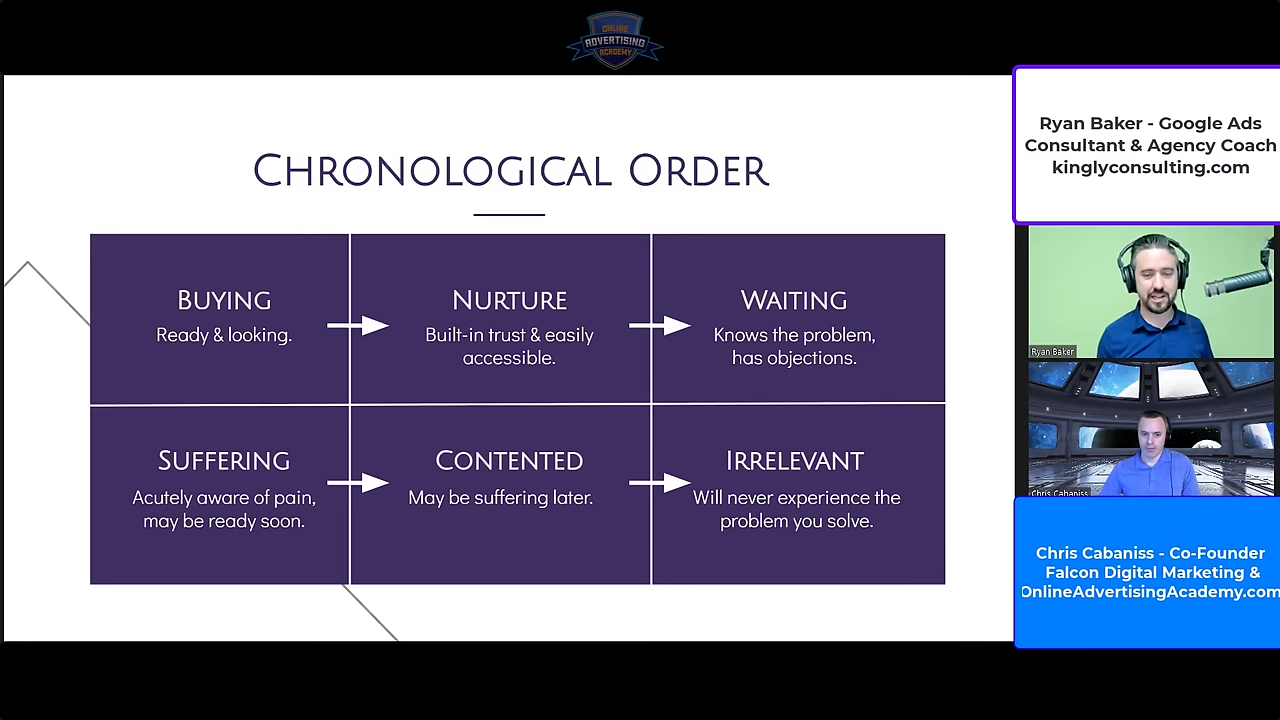 ONLINE
ADVERTISING
ACADEMY
Chronological Order
Buying
Ready & looking.
Nurture
Built-in trust & easily
accessible.
Waiting
Knows the problem,
has objections.
Suffering
Acutely aware of pain,
may be ready soon.
Contented
May be suffering later.
Irrelevant
Will never experience the
problem you solve.
Ryan Baker - Google Ads
Consultant & Agency Coach
kinglyconsulting.com
Ryan Baker
Chris Cabaniss
Chris Cabaniss - Co-Founder
Falcon Digital Marketing &
OnlineAdvertisingAcademy.com